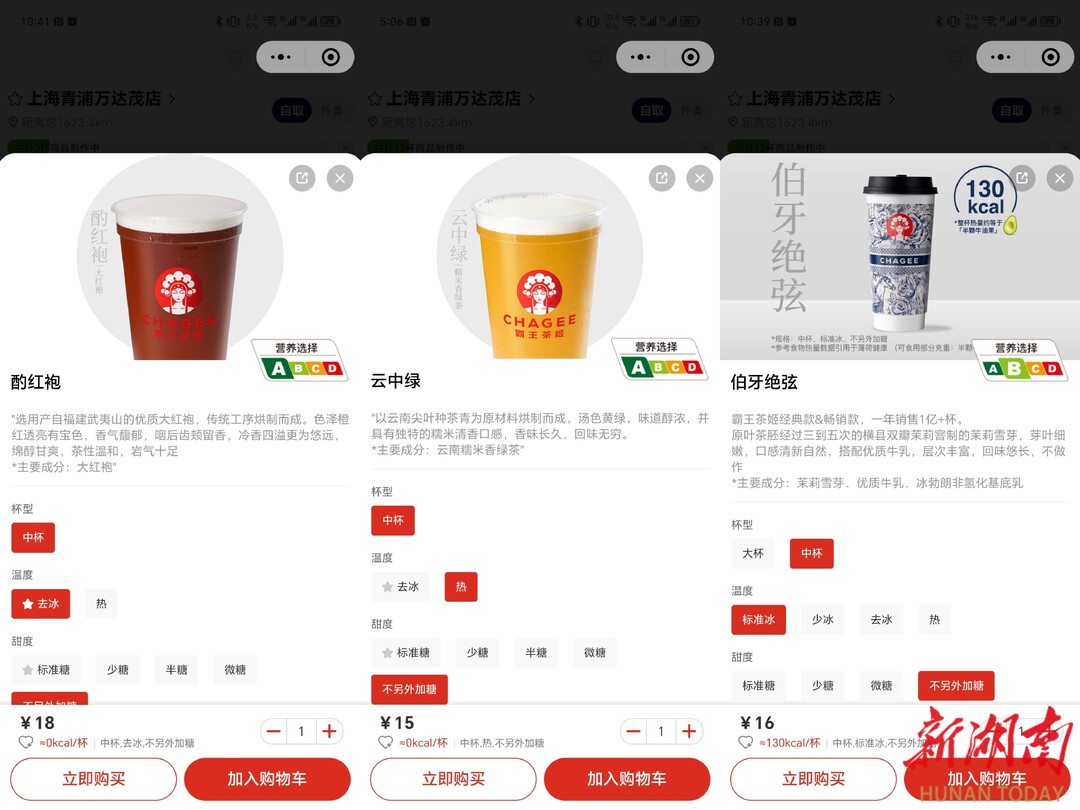 10:41
上海青浦万达茂店
距离您1623.4km
自取
外卖
杯商品制作中
酌红袍
大红袍
CHAGEE
霸王茶姬
营养选择
A B C D
酌红袍
"选用产自福建武夷山的优质大红袍，传统工序烘制而成。色泽橙
红透亮有宝色，香气馥郁，咽后齿颊留香，冷香四溢更为悠远，
绵醇甘爽，茶性温和，岩气十足
*主要成分：大红袍"
杯型
中杯
温度
去冰
热
甜度
标准糖
少糖
半糖
微糖
不另外加糖
￥18
1
≈0kcal/杯
中杯,去冰,不另外加糖
立即购买
加入购物车
5:06
上海青浦万达茂店
距离您1623.4km
自取
外卖
杯商品制作中
云中绿
糯米香绿茶
CHAGEE
霸王茶姬
营养选择
A B C D
云中绿
"以云南尖叶种茶青为原材料烘制而成，汤色黄绿，味道醇浓，并
具有独特的糯米清香口感，香味长久，回味无穷。
*主要成分：云南糯米香绿茶"
杯型
中杯
温度
去冰
热
甜度
标准糖
少糖
半糖
微糖
不另外加糖
￥15
1
≈0kcal/杯
中杯,热,不另外加糖
立即购买
加入购物车
10:39
上海青浦万达茂店
距离您1623.4km
自取
外卖
杯商品制作中
伯牙绝弦
CHAGEE
130
kcal
*整杯热量约等于
「半颗牛油果」
*规格：中杯、标准冰、不另外加糖
*参考食物热量数据引用于薄荷健康 （可食用部分克重：半颗
营养选择
A B C D
伯牙绝弦
霸王茶姬经典款&畅销款，一年销售1亿+杯。
原叶茶胚经过三到五次的横县双瓣茉莉窨制的茉莉雪芽，芽叶细
嫩，口感清新自然，搭配优质牛乳，层次丰富，回味悠长，不做
作
*主要成分：茉莉雪芽、优质牛乳，冰勃朗非氢化基底乳
杯型
大杯
中杯
温度
标准冰
少冰
去冰
热
甜度
标准糖
少糖
微糖
不另外加糖
￥16
1
≈130kcal/杯
中杯,标准冰,不另外加
立即购买
加入购物车
新湖南
HUNAN TODAY